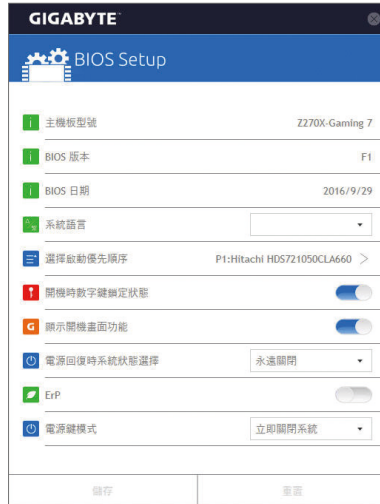 GIGABYTE™
BIOS Setup
主機板型號 Z270X-Gaming 7
BIOS 版本 F1
BIOS 日期 2016/9/29
系統語言
選擇啟動優先順序 P1:Hitachi HDS721050CLA660 >
開機時數字鍵鎖定狀態
G 顯示開機畫面功能
電源回復時系統狀態選擇 永遠關閉
ErP
電源鍵模式 立即關閉系統
儲存 重置